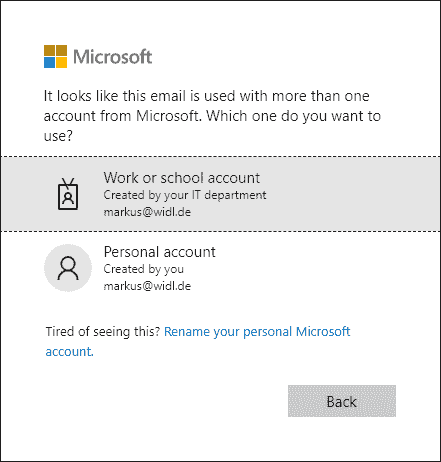 Microsoft
It looks like this email is used with more than one
account from Microsoft. Which one do you want to
use?
Work or school account
Created by your IT department
markus@widl.de
Personal account
Created by you
markus@widl.de
Tired of seeing this? Rename your personal Microsoft
account.
Back